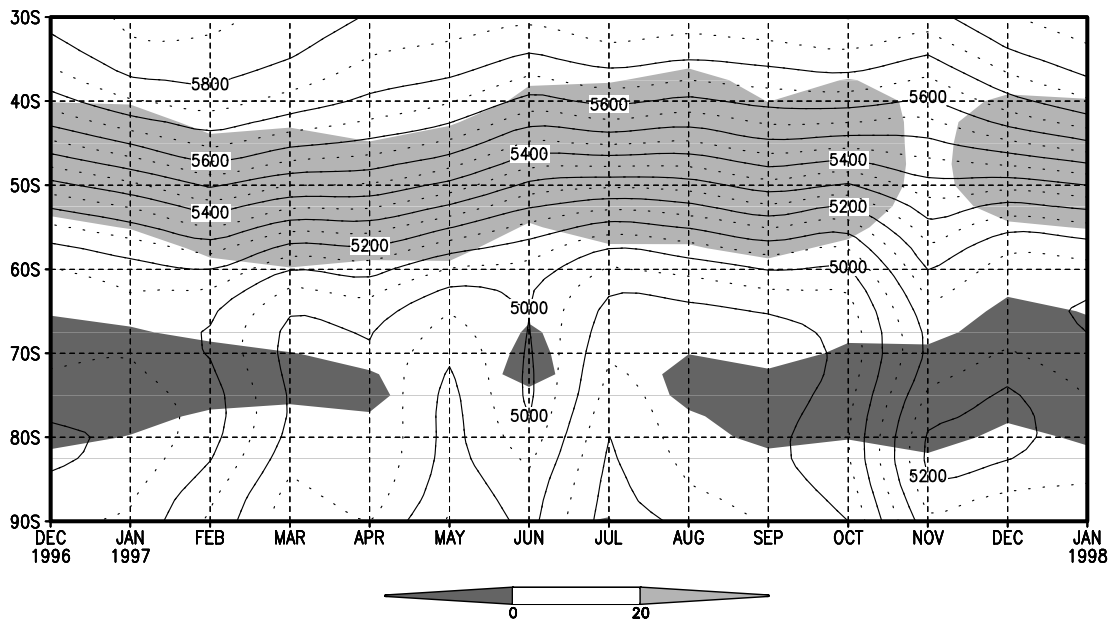 30S
5800
40S
5600
5600
5400
5600
5400
50S
5400
5200
5200
60S
5000
5000
70S
5000
80S
5200
90S
DEC JAN FEB MAR APR MAY JUN JUL AUG SEP OCT NOV DEC JAN
1996 1997 1998
0 20